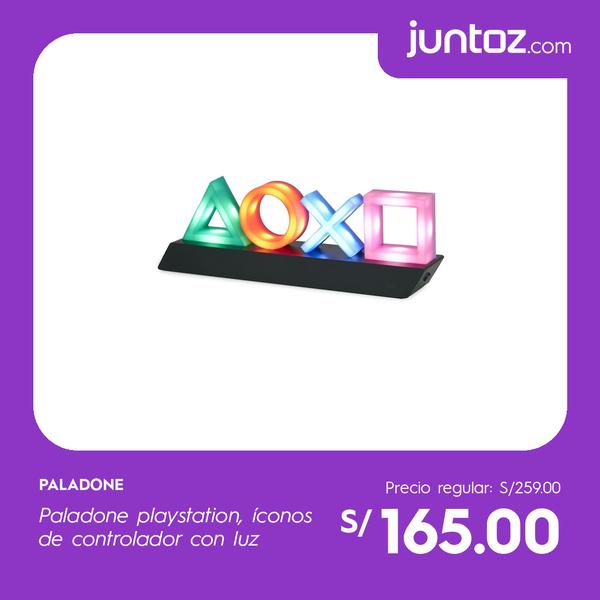 juntoz.com
PALADONE
Paladone playstation, íconos
de controlador con luz
Precio regular: S/259.00
S/165.00